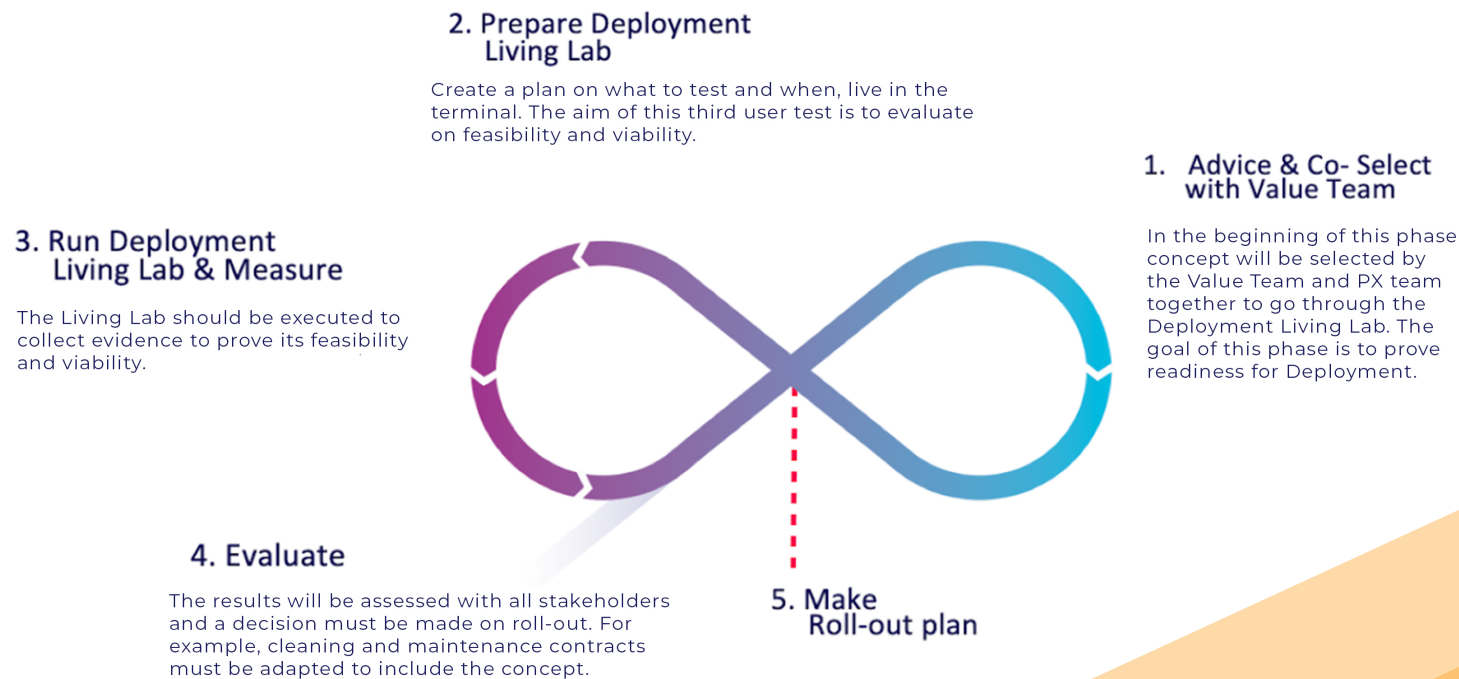 2. Prepare Deployment
Living Lab
Create a plan on what to test and when, live in the
terminal. The aim of this third user test is to evaluate
on feasibility and viability.
1. Advice & Co- Select
with Value Team
In the beginning of this phase
concept will be selected by
the Value Team and PX team
together to go through the
Deployment Living Lab. The
goal of this phase is to prove
readiness for Deployment.
3. Run Deployment
Living Lab & Measure
The Living Lab should be executed to
collect evidence to prove its feasibility
and viability.
4. Evaluate
The results will be assessed with all stakeholders
and a decision must be made on roll-out. For
example, cleaning and maintenance contracts
must be adapted to include the concept.
5. Make
Roll-out plan